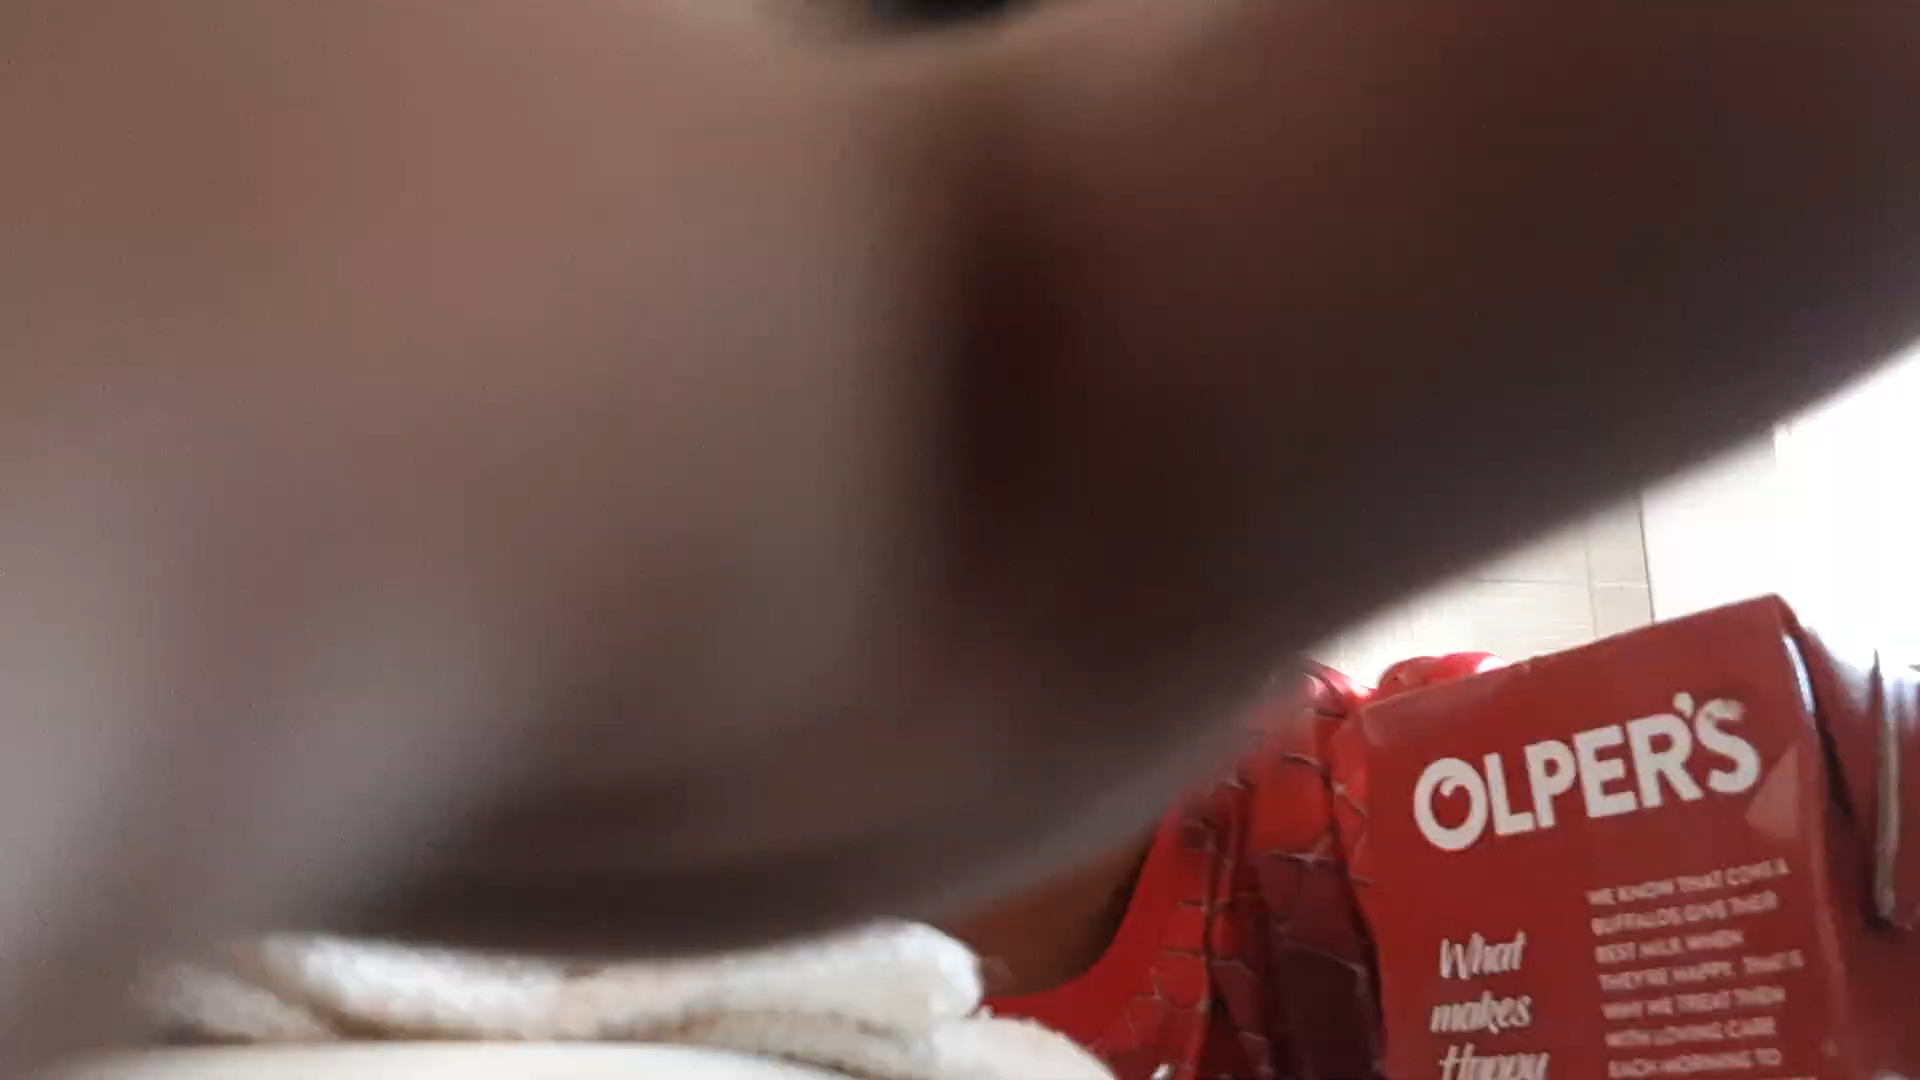 OLPER'S
What
makes
Happy
WE KNOW THAT COWS &
BUFFALOS GIVE THEIR
BEST MILK WHEN
THEY'RE HAPPY. THAT IS
WHY WE TREAT THEM
WITH LOVING CARE
EACH MORNING TO